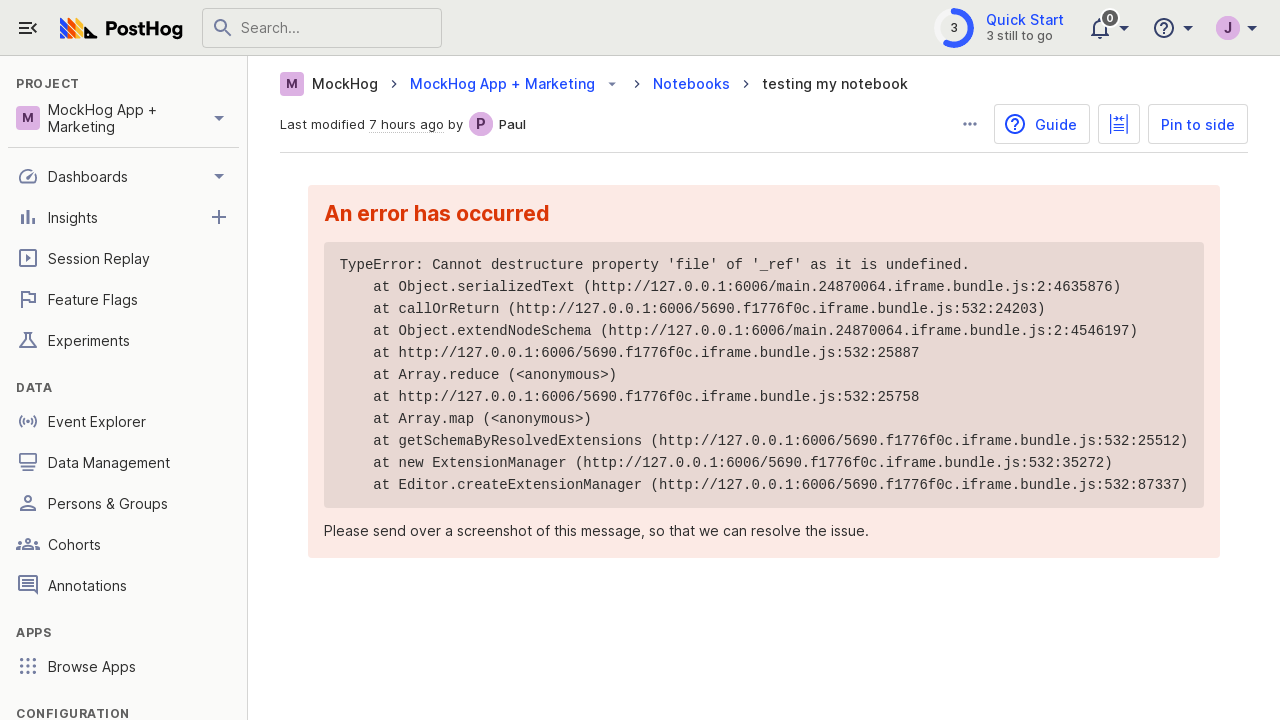 PostHog
Search...
3
Quick Start
3 still to go
0
J
PROJECT
M
MockHog App +
Marketing
Dashboards
Insights
Session Replay
Feature Flags
Experiments
DATA
Event Explorer
Data Management
Persons & Groups
Cohorts
Annotations
APPS
Browse Apps
CONFIGURATION
M MockHog
MockHog App + Marketing
Notebooks
testing my notebook
Last modified 7 hours ago by P Paul
Guide
Pin to side
An error has occurred
TypeError: Cannot destructure property 'file' of '_ref' as it is undefined.
at Object.serializedText (http://127.0.0.1:6006/main.24870064.iframe.bundle.js:2:4635876)
at callOrReturn (http://127.0.0.1:6006/5690.f1776f0c.iframe.bundle.js:532:24203)
at Object.extendNodeSchema (http://127.0.0.1:6006/main.24870064.iframe.bundle.js:2:4546197)
at http://127.0.0.1:6006/5690.f1776f0c.iframe.bundle.js:532:25887
at Array.reduce (<anonymous>)
at http://127.0.0.1:6006/5690.f1776f0c.iframe.bundle.js:532:25758
at Array.map (<anonymous>)
at getSchemaByResolvedExtensions (http://127.0.0.1:6006/5690.f1776f0c.iframe.bundle.js:532:25512)
at new ExtensionManager (http://127.0.0.1:6006/5690.f1776f0c.iframe.bundle.js:532:35272)
at Editor.createExtensionManager (http://127.0.0.1:6006/5690.f1776f0c.iframe.bundle.js:532:87337)
Please send over a screenshot of this message, so that we can resolve the issue.